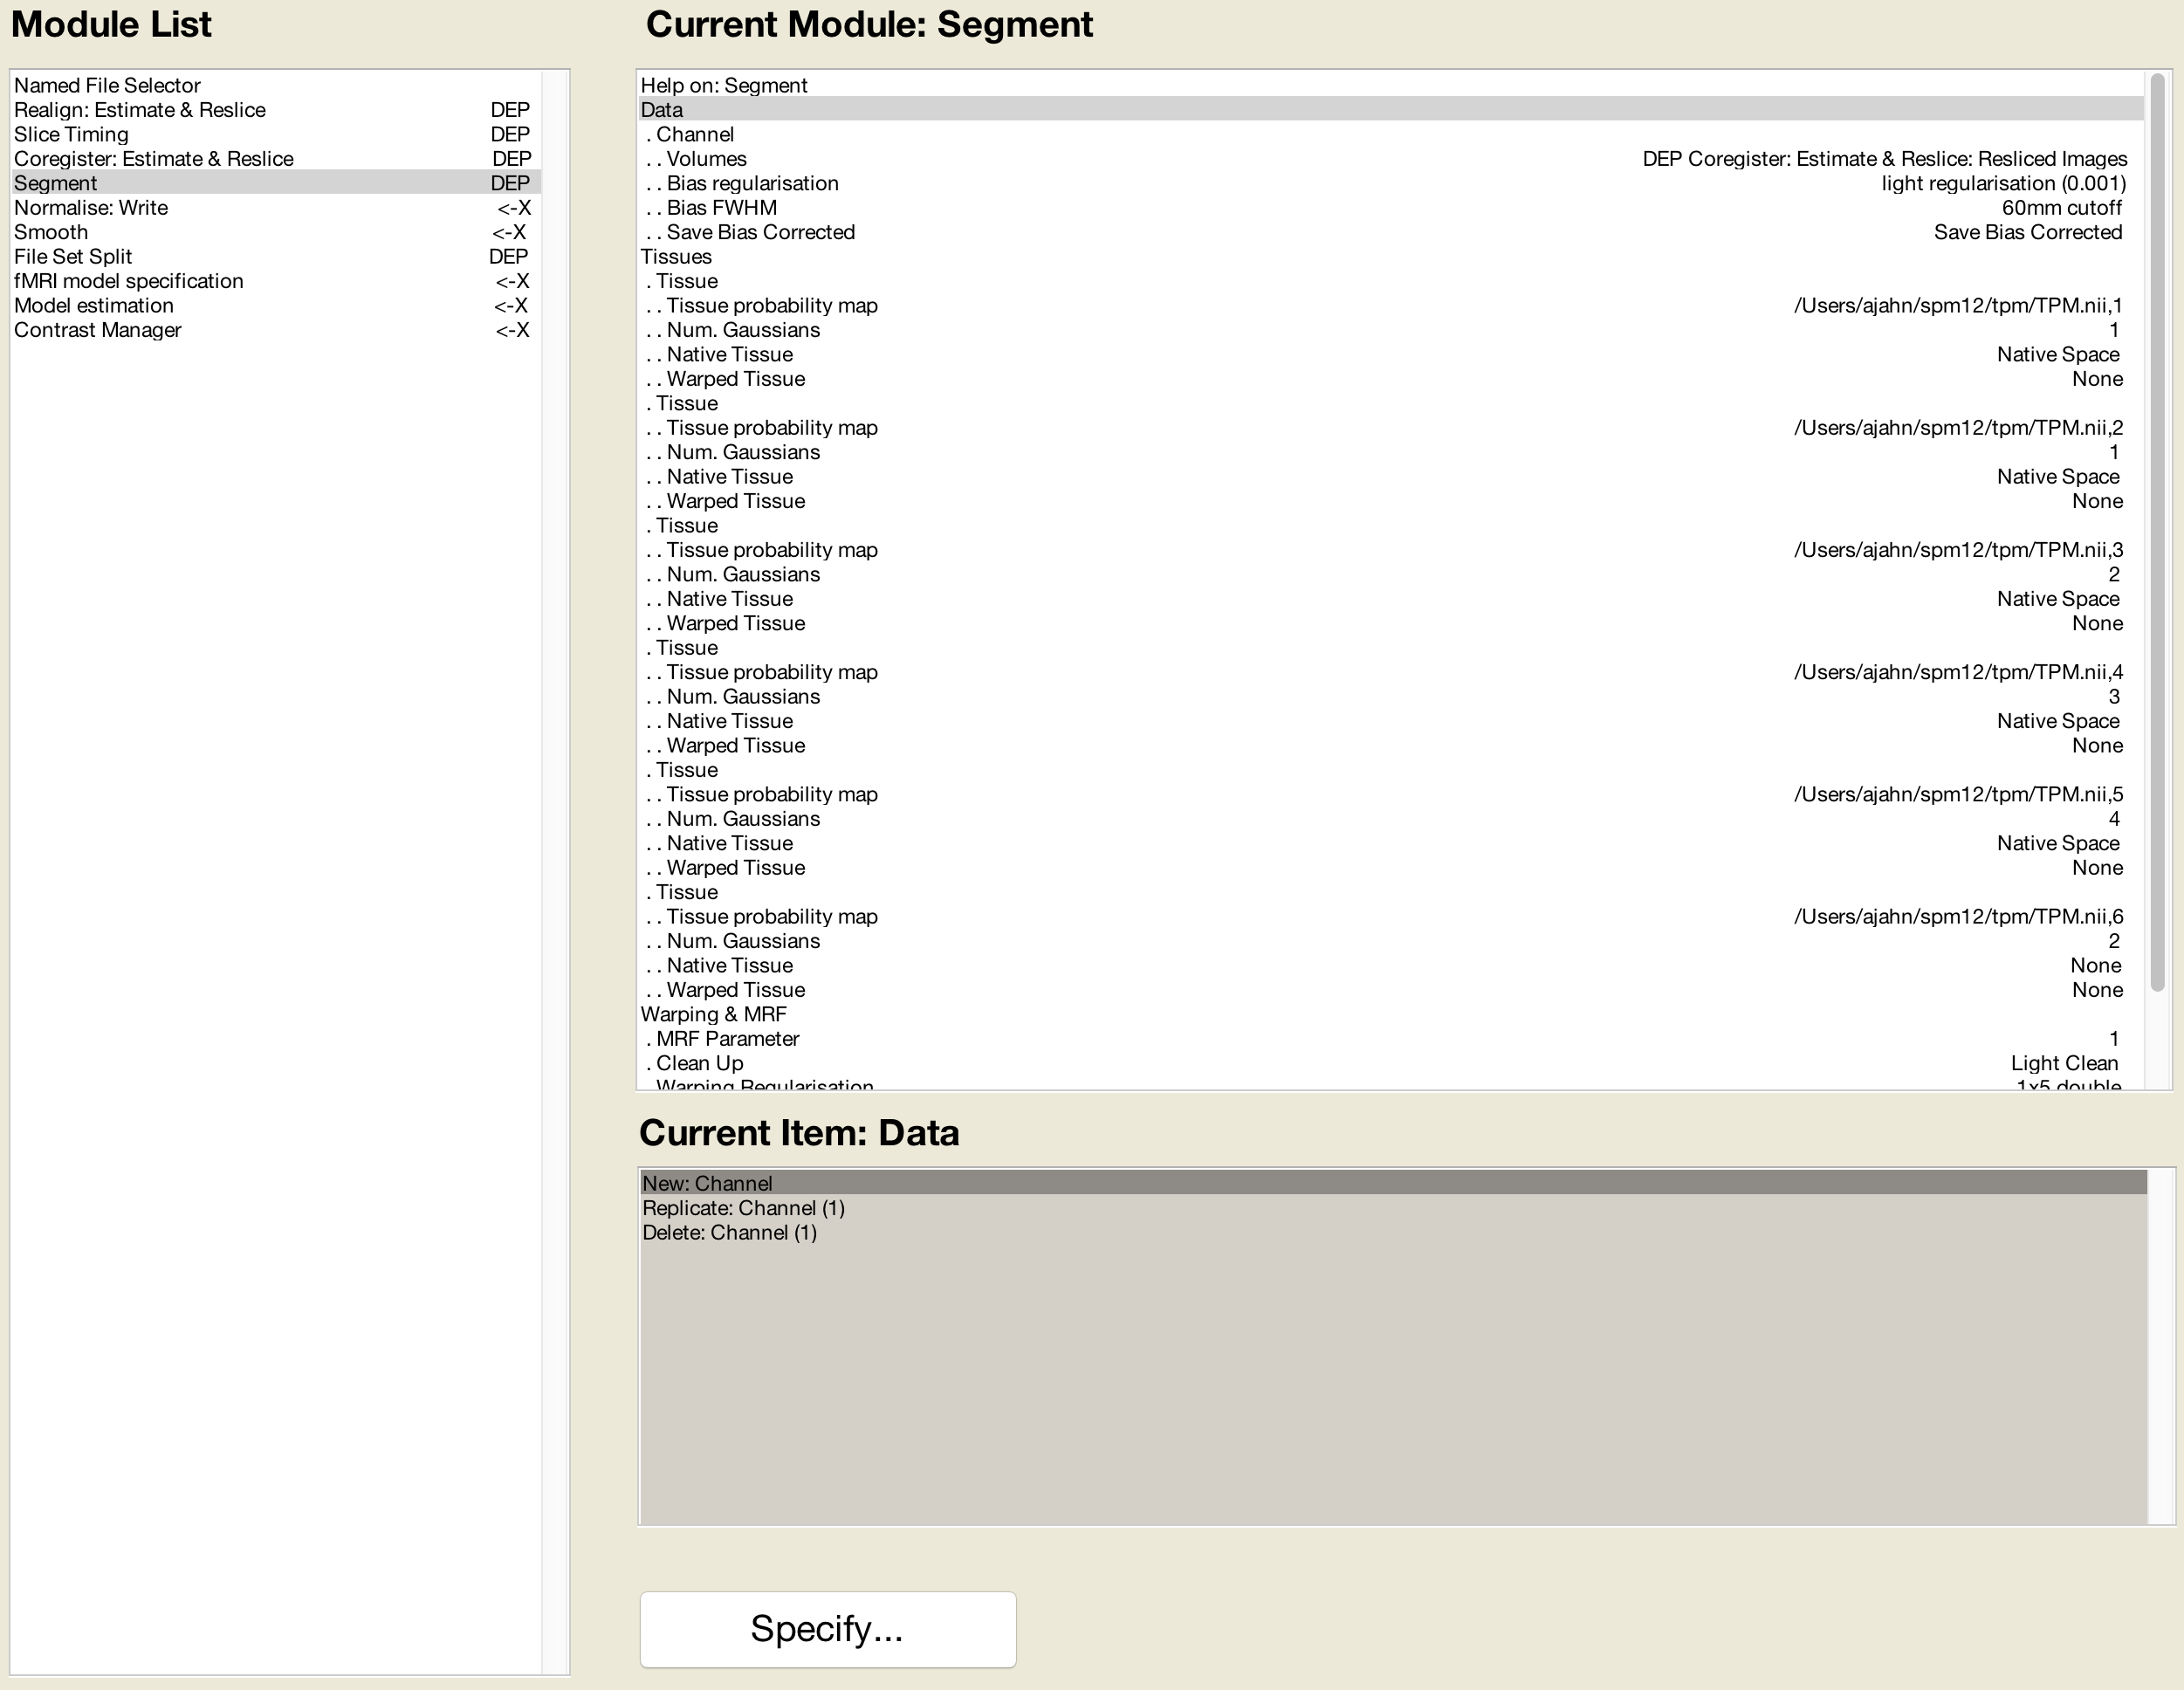 Module List
Named File Selector
Realign: Estimate & Reslice DEP
Slice Timing DEP
Coregister: Estimate & Reslice DEP
Segment DEP
Normalise: Write <-X
Smooth <-X
File Set Split DEP
fMRI model specification <-X
Model estimation <-X
Contrast Manager <-X
Current Module: Segment
Help on: Segment
Data
. Channel
. . Volumes DEP Coregister: Estimate & Reslice: Resliced Images
. . Bias regularisation light regularisation (0.001)
. . Bias FWHM 60mm cutoff
. . Save Bias Corrected Save Bias Corrected
Tissues
. Tissue
. . Tissue probability map /Users/ajahn/spm12/tpm/TPM.nii,1
. . Num. Gaussians 1
. . Native Tissue Native Space
. . Warped Tissue None
. Tissue
. . Tissue probability map /Users/ajahn/spm12/tpm/TPM.nii,2
. . Num. Gaussians 1
. . Native Tissue Native Space
. . Warped Tissue None
. Tissue
. . Tissue probability map /Users/ajahn/spm12/tpm/TPM.nii,3
. . Num. Gaussians 2
. . Native Tissue Native Space
. . Warped Tissue None
. Tissue
. . Tissue probability map /Users/ajahn/spm12/tpm/TPM.nii,4
. . Num. Gaussians 3
. . Native Tissue Native Space
. . Warped Tissue None
. Tissue
. . Tissue probability map /Users/ajahn/spm12/tpm/TPM.nii,5
. . Num. Gaussians 4
. . Native Tissue Native Space
. . Warped Tissue None
. Tissue
. . Tissue probability map /Users/ajahn/spm12/tpm/TPM.nii,6
. . Num. Gaussians 2
. . Native Tissue None
. . Warped Tissue None
Warping & MRF
. MRF Parameter 1
. Clean Up Light Clean
Warping Regularisation 1x5 double
Current Item: Data
New: Channel
Replicate: Channel (1)
Delete: Channel (1)
Specify...